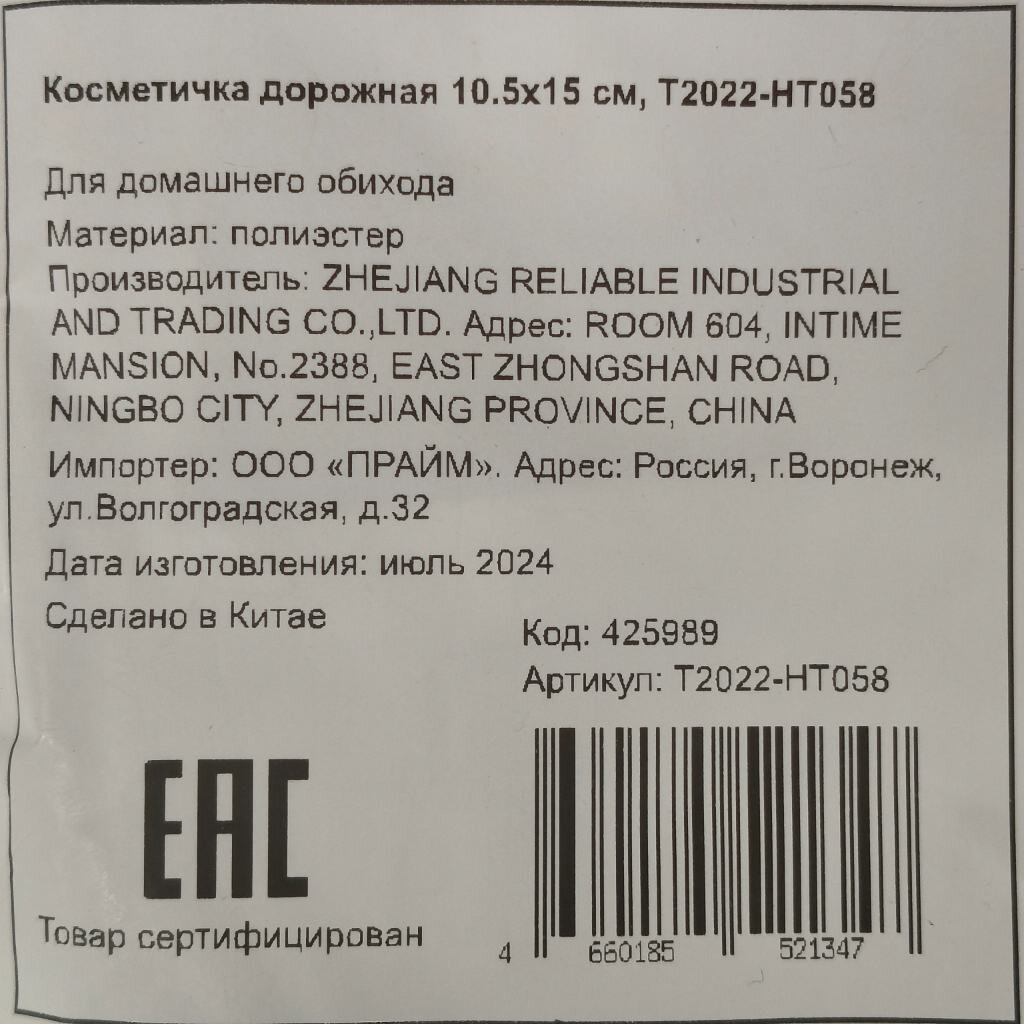 Косметичка дорожная 10.5х15 см, T2022-HT058
Для домашнего обихода
Материал: полиэстер
Производитель: ZHEJIANG RELIABLE INDUSTRIAL
AND TRADING CO.,LTD. Адрес: ROOM 604, INTIME
MANSION, No.2388, EAST ZHONGSHAN ROAD,
NINGBO CITY, ZHEJIANG PROVINCE, CHINA
Импортер: ООО «ПРАЙМ». Адрес: Россия, г.Воронеж,
ул.Волгоградская, д.32
Дата изготовления: июль 2024
Сделано в Китае
Код: 425989
Артикул: T2022-HT058
EAC
Товар сертифицирован
4 660185 521347